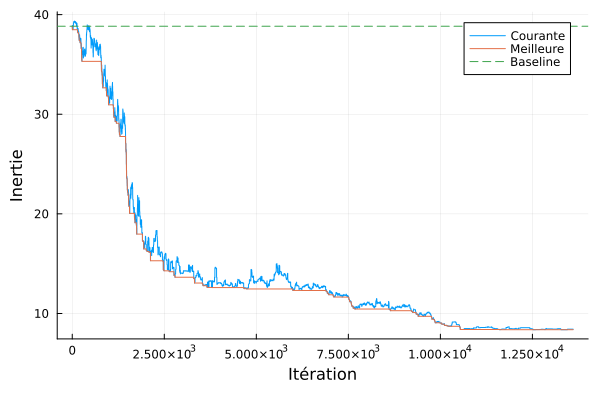 40
30
20
10
Inertie
0
2.500×10³
5.000×10³
7.500×10³
1.000×10⁴
1.250×10⁴
Itération
Courante
Meilleure
Baseline